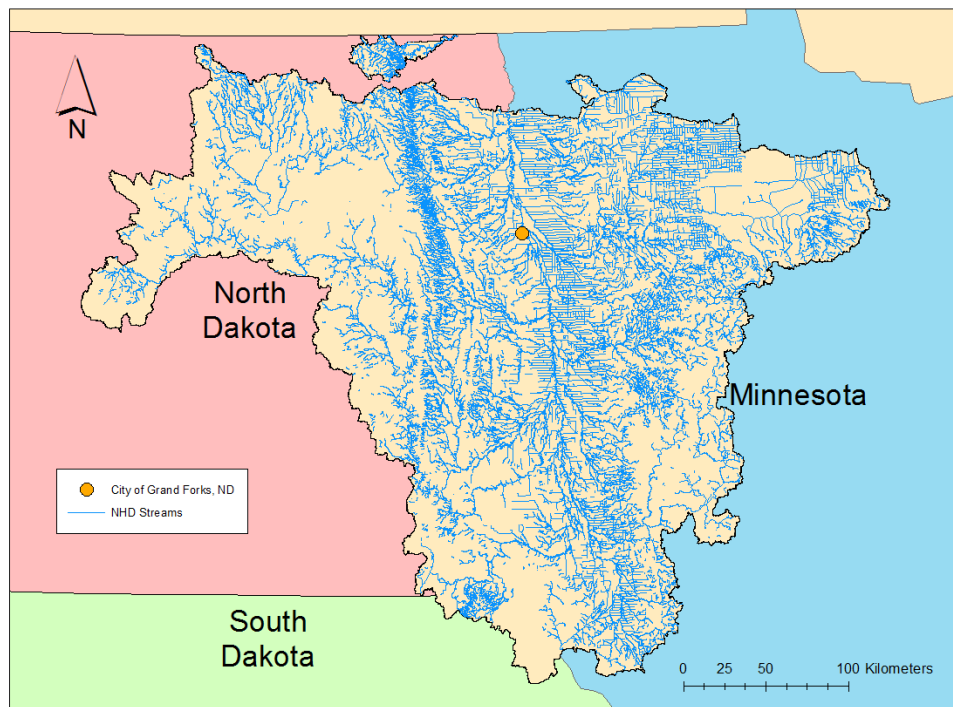 N
North
Dakota
Minnesota
City of Grand Forks, ND
NHD Streams
South
Dakota
0 25 50 100 Kilometers